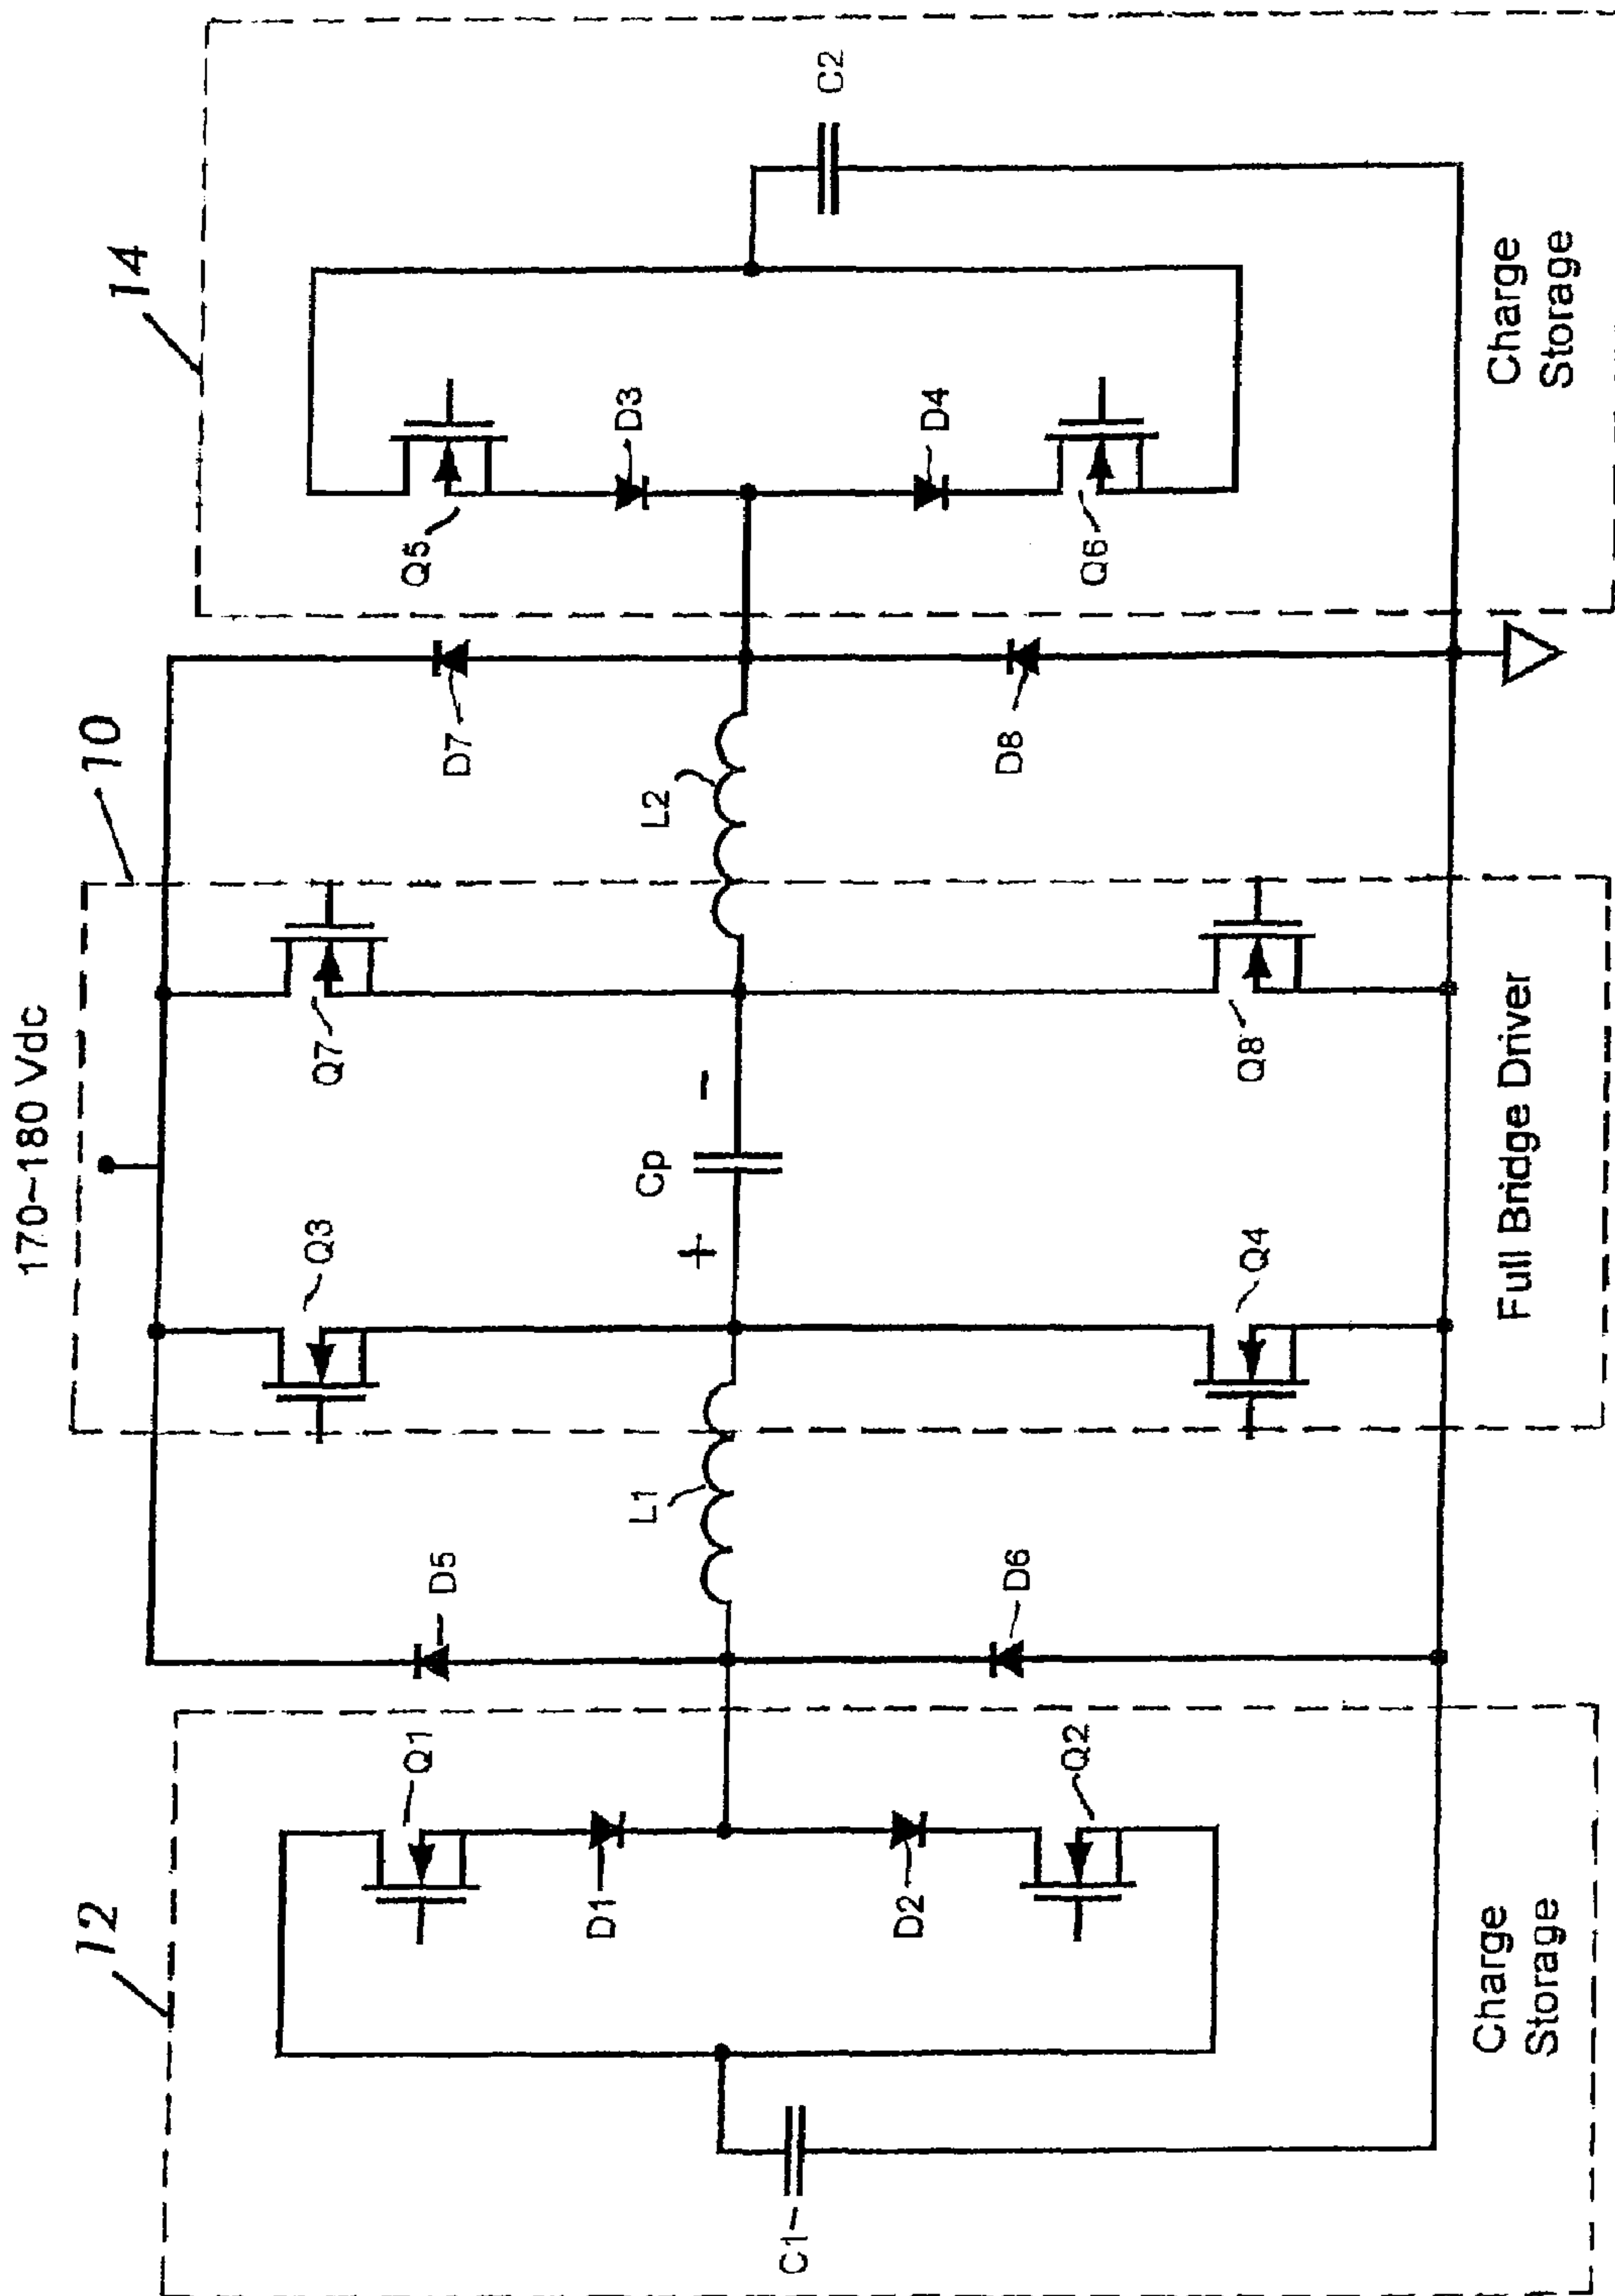 170~180 Vdc
12
10
14
Q1
D1
D2
Q2
C1
Charge
Storage
D5
D6
L1
Q3
Q4
+
Cp
-
Q7
Q8
Full Bridge Driver
L2
D7
D8
Q5
D3
D4
Q6
C2
Charge
Storage